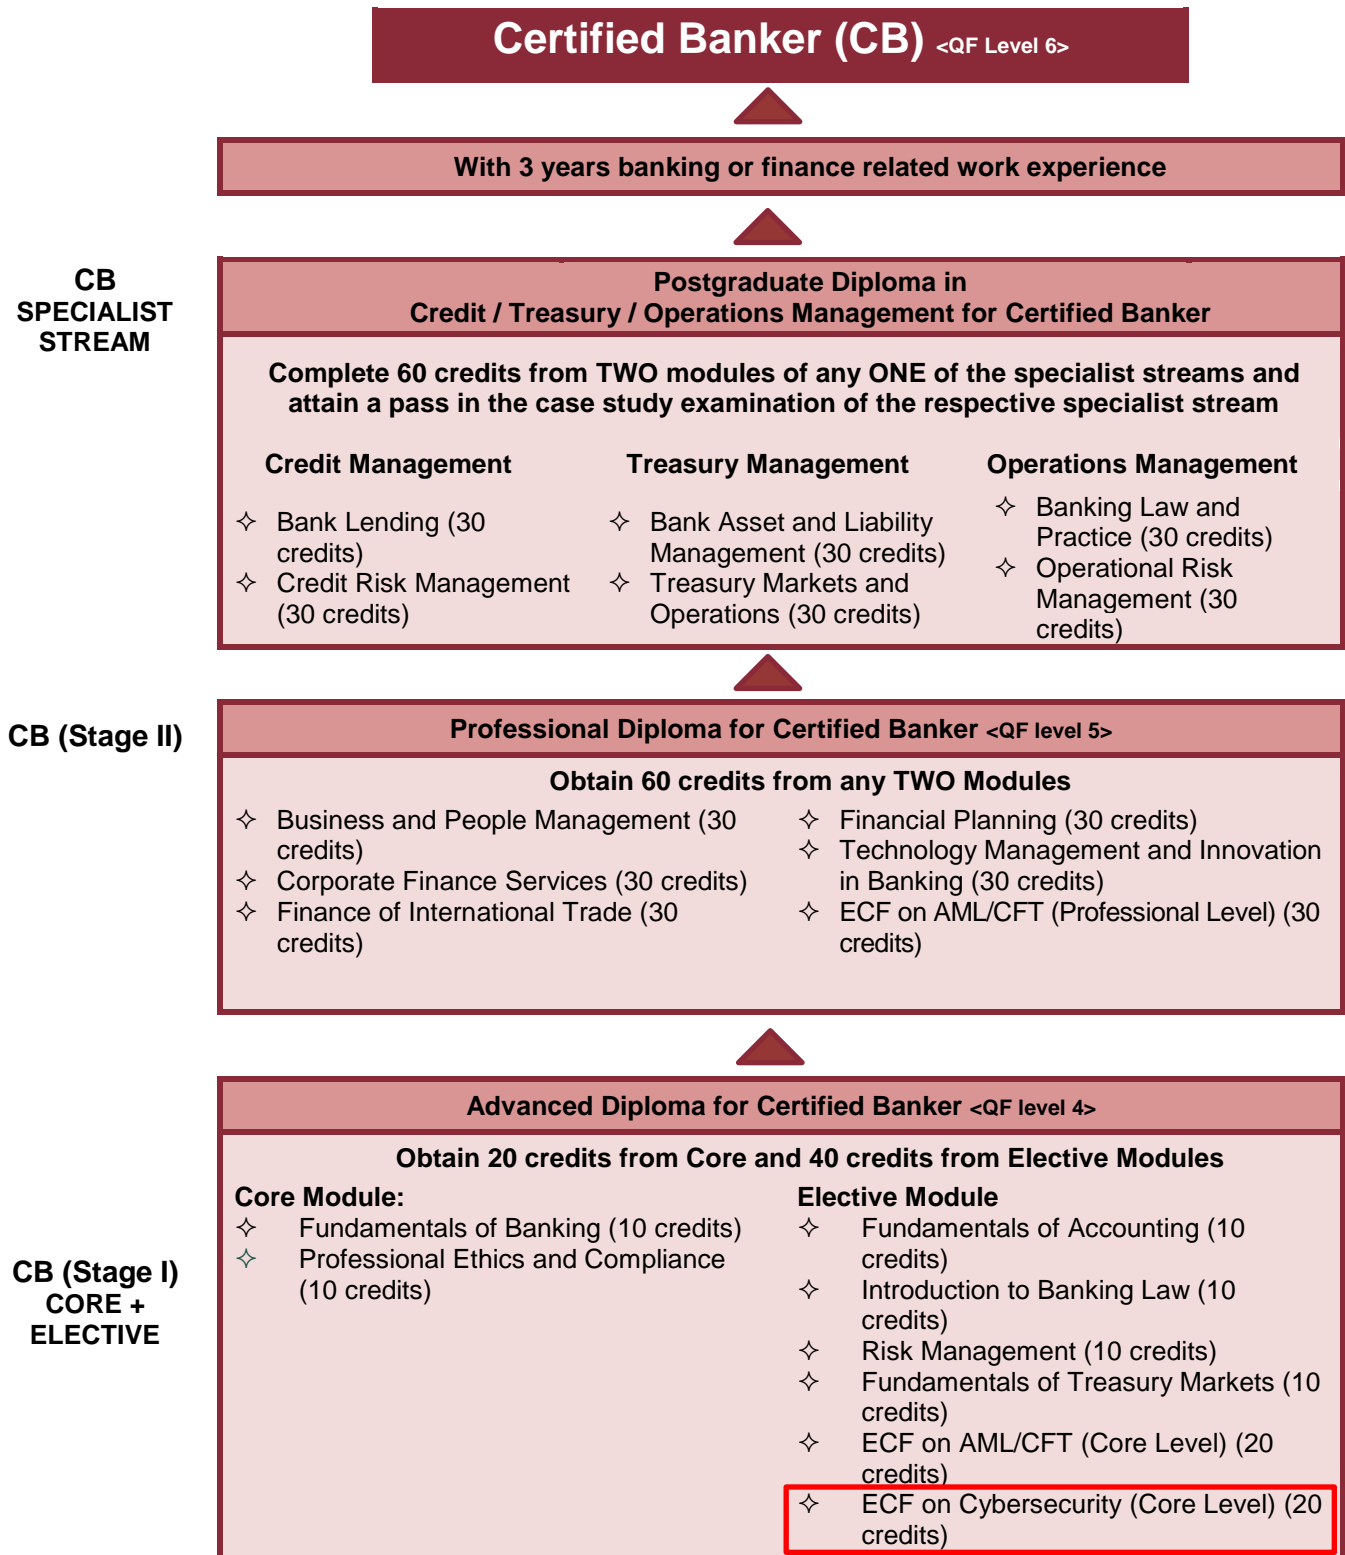 Certified Banker (CB) <QF Level 6>
With 3 years banking or finance related work experience
CB
SPECIALIST
STREAM
Postgraduate Diploma in
Credit / Treasury / Operations Management for Certified Banker
Complete 60 credits from TWO modules of any ONE of the specialist streams and
attain a pass in the case study examination of the respective specialist stream
Credit Management
✧ Bank Lending (30
credits)
✧ Credit Risk Management
(30 credits)
Treasury Management
✧ Bank Asset and Liability
Management (30 credits)
✧ Treasury Markets and
Operations (30 credits)
Operations Management
✧ Banking Law and
Practice (30 credits)
✧ Operational Risk
Management (30
credits)
CB (Stage II)
Professional Diploma for Certified Banker <QF level 5>
Obtain 60 credits from any TWO Modules
✧ Business and People Management (30
credits)
✧ Corporate Finance Services (30 credits)
✧ Finance of International Trade (30
credits)
✧ Financial Planning (30 credits)
✧ Technology Management and Innovation
in Banking (30 credits)
✧ ECF on AML/CFT (Professional Level) (30
credits)
CB (Stage I)
CORE +
ELECTIVE
Advanced Diploma for Certified Banker <QF level 4>
Obtain 20 credits from Core and 40 credits from Elective Modules
Core Module:
✧ Fundamentals of Banking (10 credits)
✧ Professional Ethics and Compliance
(10 credits)
Elective Module
✧ Fundamentals of Accounting (10
credits)
✧ Introduction to Banking Law (10
credits)
✧ Risk Management (10 credits)
✧ Fundamentals of Treasury Markets (10
credits)
✧ ECF on AML/CFT (Core Level) (20
credits)
✧ ECF on Cybersecurity (Core Level) (20
credits)